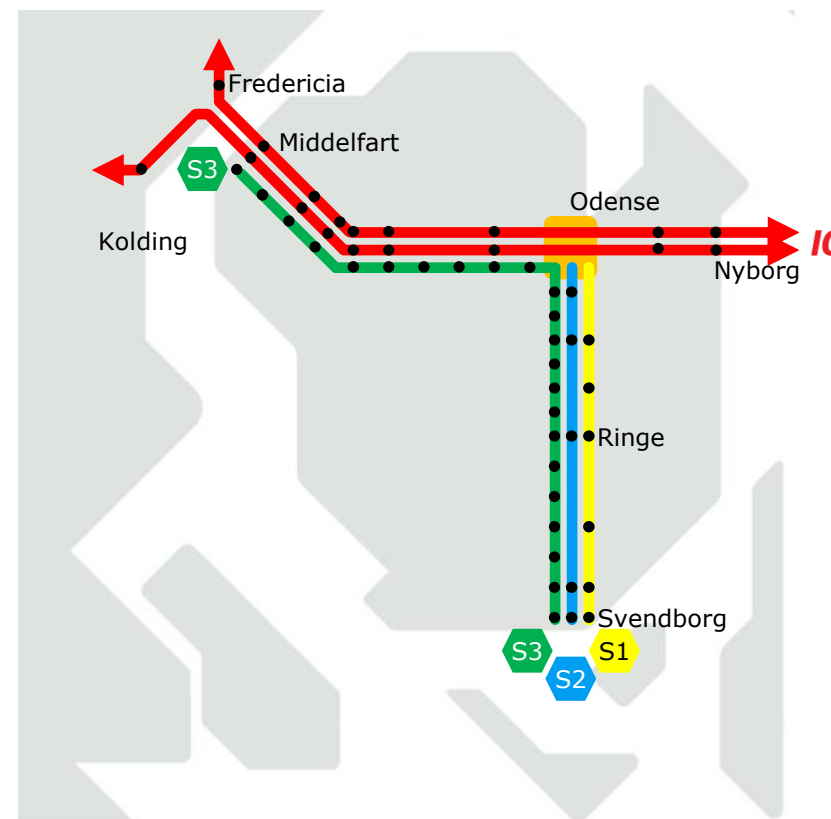 Fredericia
Middelfart
S3
Odense
Kolding
Nyborg
Ringe
Svendborg
S3
S1
S2